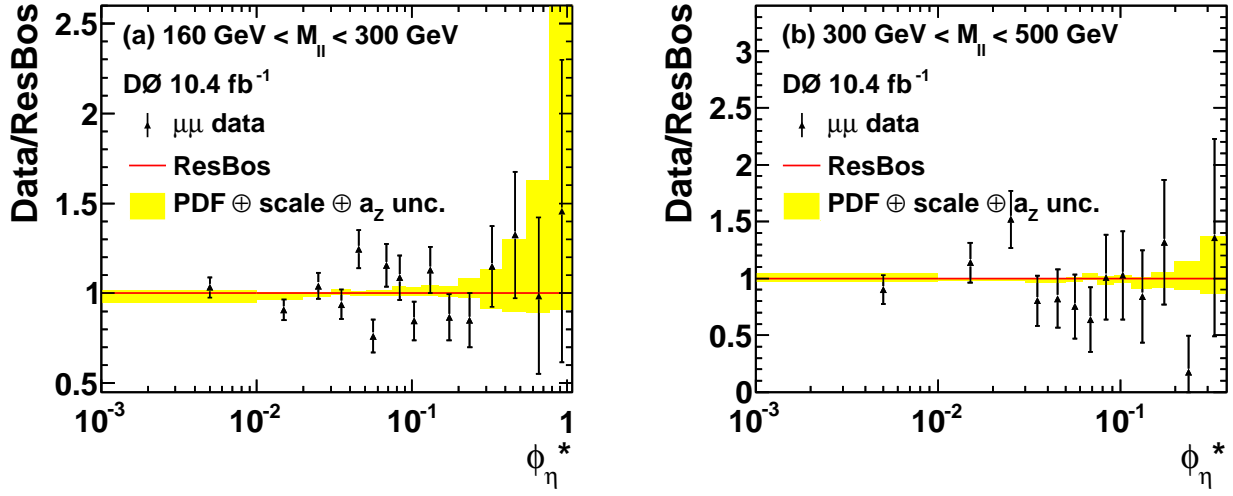 Data/ResBos
(a) 160 GeV < M_ll < 300 GeV
DØ 10.4 fb⁻¹
μμ data
ResBos
PDF ⊕ scale ⊕ a_Z unc.
2.5
2
1.5
1
0.5
10⁻³ 10⁻² 10⁻¹ 1
ϕ_η*
Data/ResBos
(b) 300 GeV < M_ll < 500 GeV
DØ 10.4 fb⁻¹
μμ data
ResBos
PDF ⊕ scale ⊕ a_Z unc.
3
2.5
2
1.5
1
0.5
0
10⁻³ 10⁻² 10⁻¹
ϕ_η*